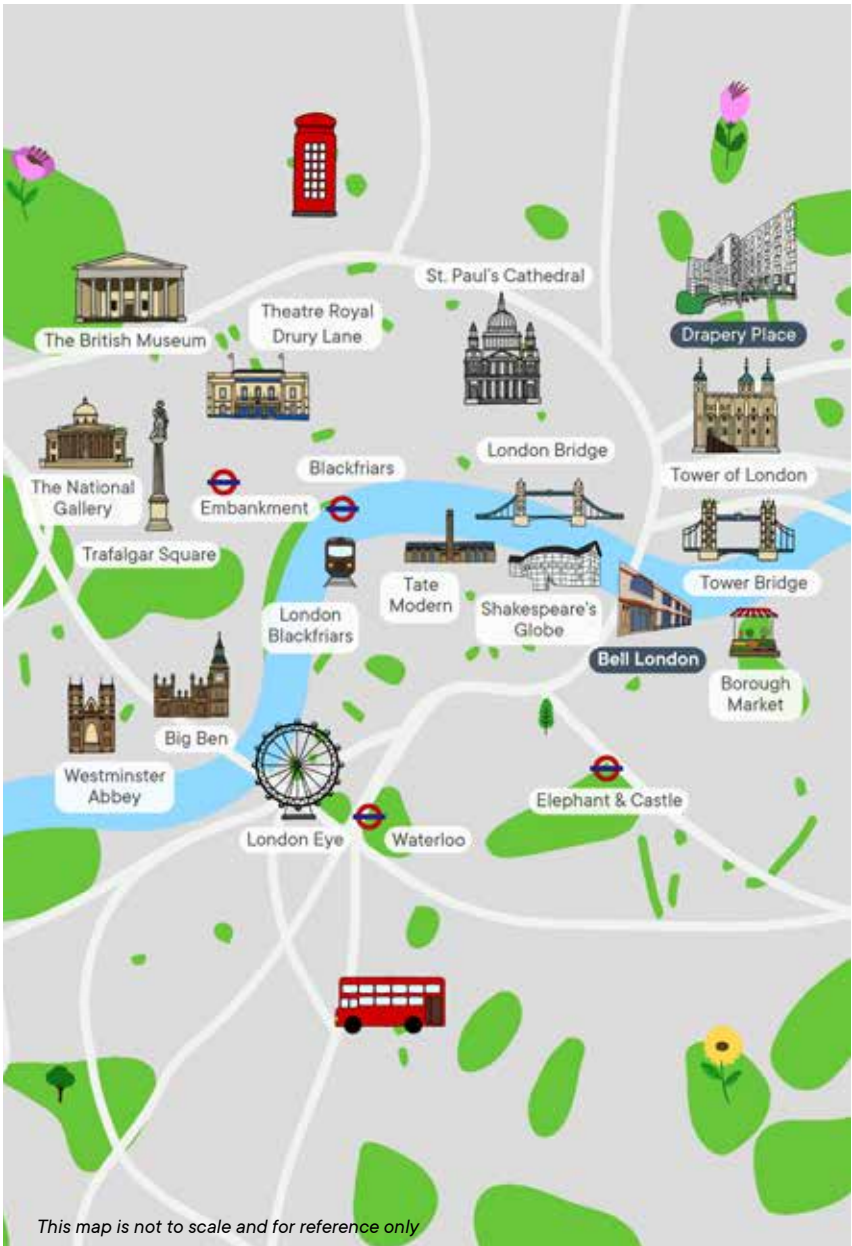 St. Paul's Cathedral
Theatre Royal
Drury Lane
The British Museum
Drapery Place
London Bridge
Blackfriars
Tower of London
The National
Gallery
Embankment
Trafalgar Square
Tate
Modern
Tower Bridge
Shakespeare's
Globe
London
Blackfriars
Bell London
Borough
Market
Big Ben
Westminster
Abbey
Elephant & Castle
London Eye
Waterloo
This map is not to scale and for reference only